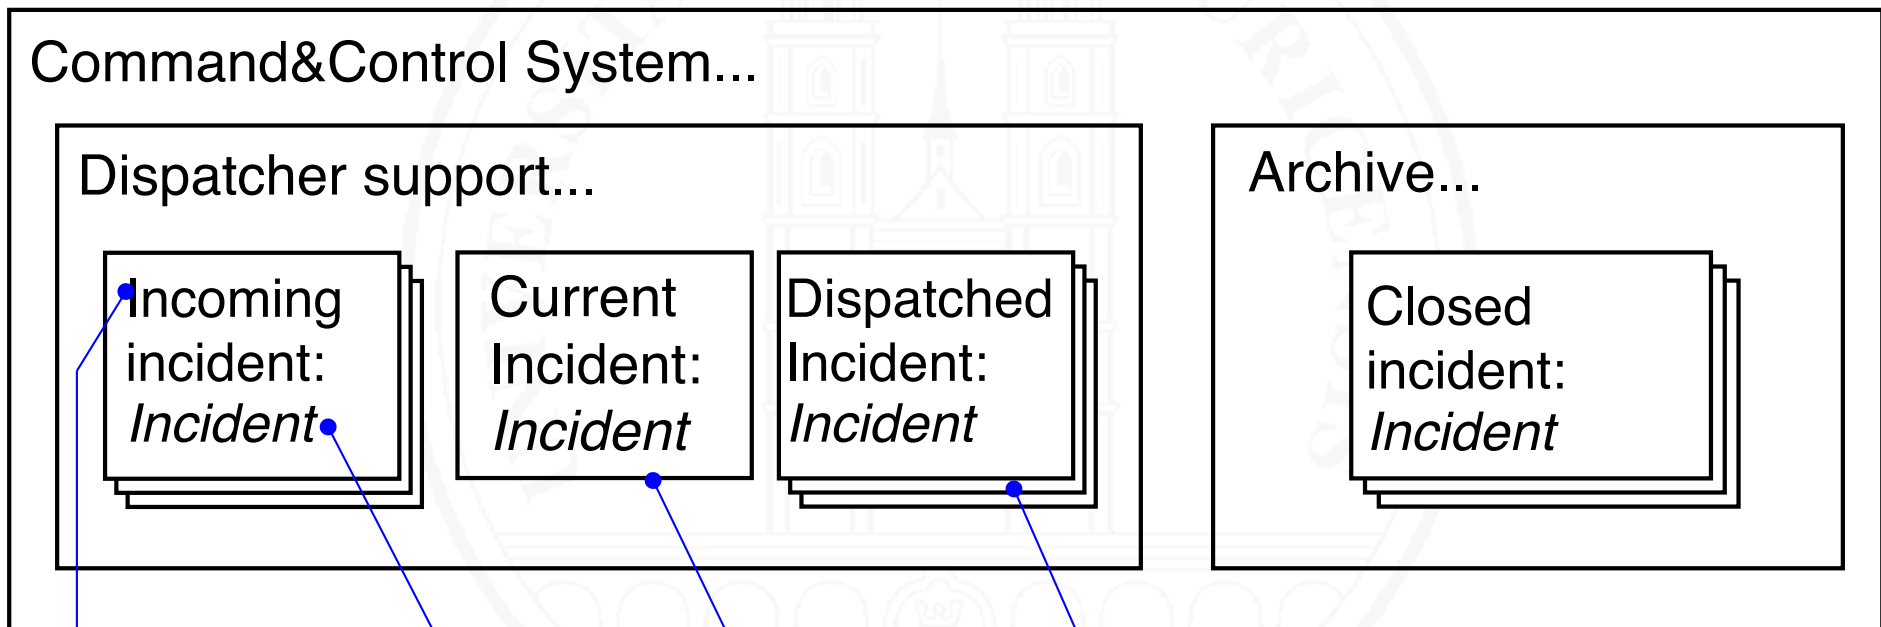 Command&Control System...
Dispatcher support...
Incoming
incident:
Incident
Current
Incident:
Incident
Dispatched
Incident:
Incident
Archive...
Closed
incident:
Incident